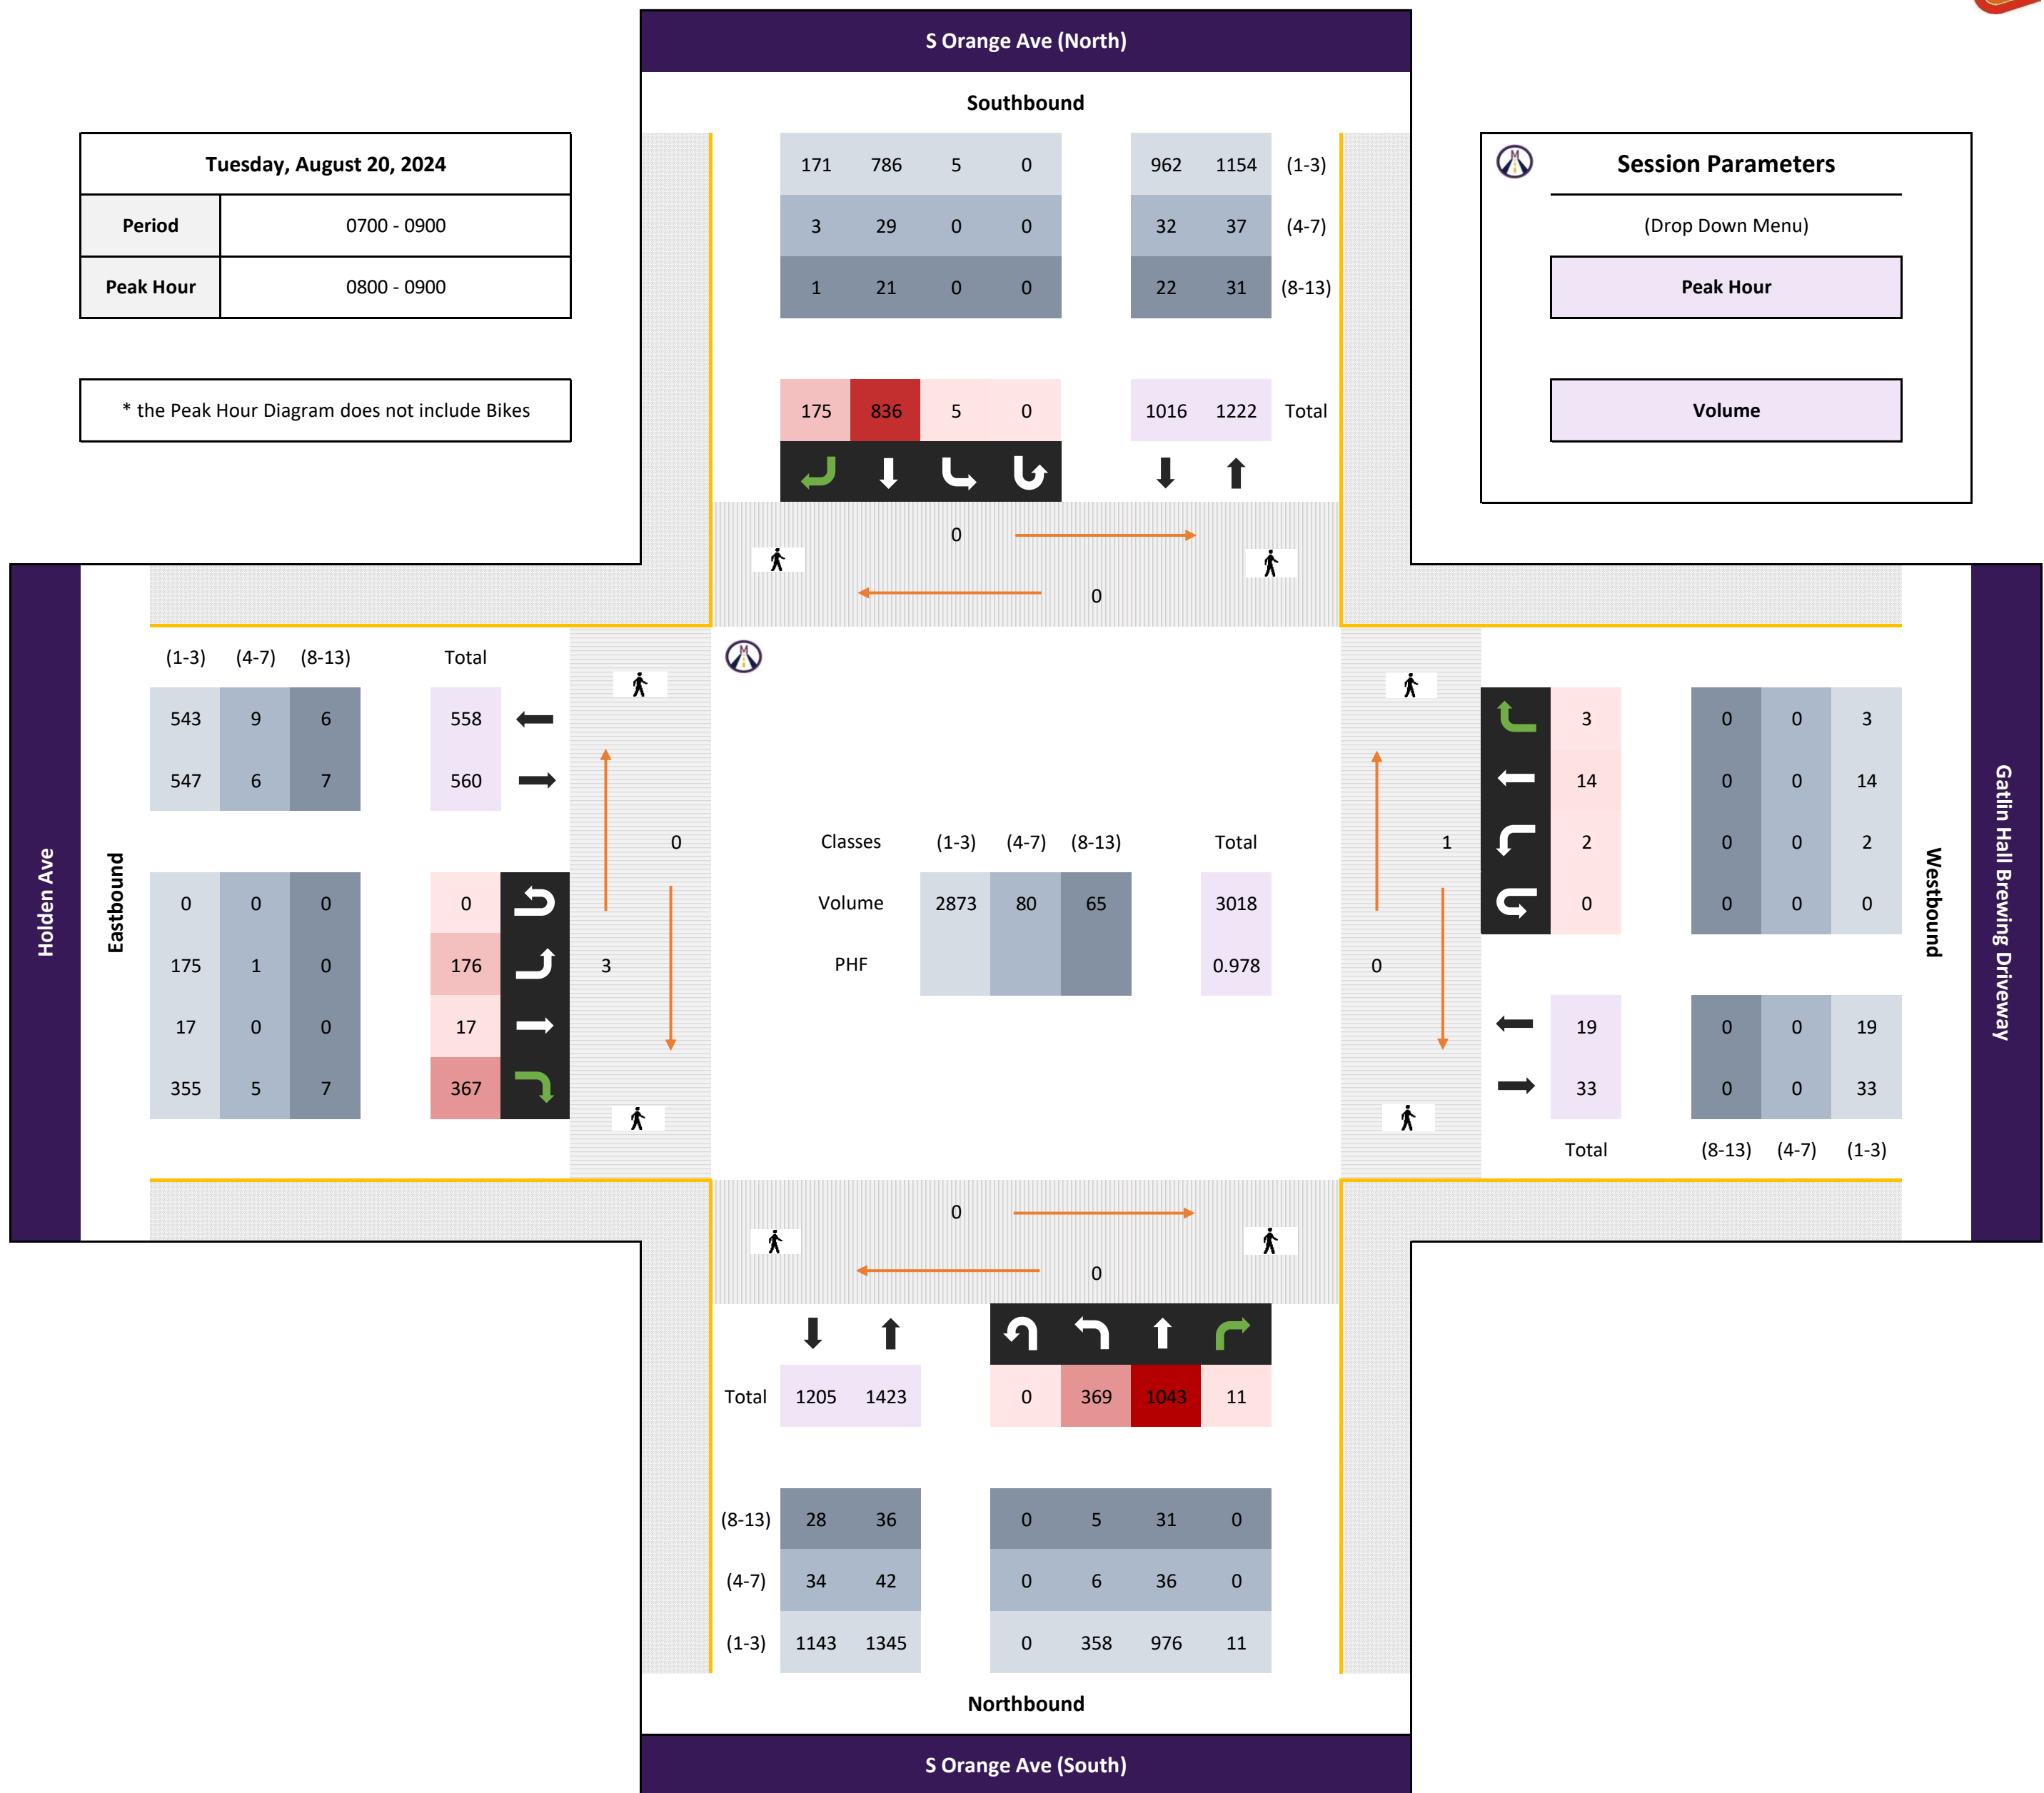 S Orange Ave (North)
Southbound
Tuesday, August 20, 2024
Period 0700 - 0900
Peak Hour 0800 - 0900
* the Peak Hour Diagram does not include Bikes
171 786 5 0 962 1154 (1-3)
3 29 0 0 32 37 (4-7)
1 21 0 0 22 31 (8-13)
175 836 5 0 1016 1222 Total
Session Parameters
(Drop Down Menu)
Peak Hour
Volume
0
0
Holden Ave
Eastbound
(1-3) (4-7) (8-13) Total
543 9 6 558
547 6 7 560
0 0 0 0
175 1 0 176
17 0 0 17
355 5 7 367
0
3
Classes (1-3) (4-7) (8-13) Total
Volume 2873 80 65 3018
PHF 0.978
1
0
3 0 0 3
14 0 0 14
2 0 0 2
0 0 0 0
19 0 0 19
33 0 0 33
Total (8-13) (4-7) (1-3)
Westbound
Gatlin Hall Brewing Driveway
0
0
Total 1205 1423 0 369 1043 11
(8-13) 28 36 0 5 31 0
(4-7) 34 42 0 6 36 0
(1-3) 1143 1345 0 358 976 11
Northbound
S Orange Ave (South)